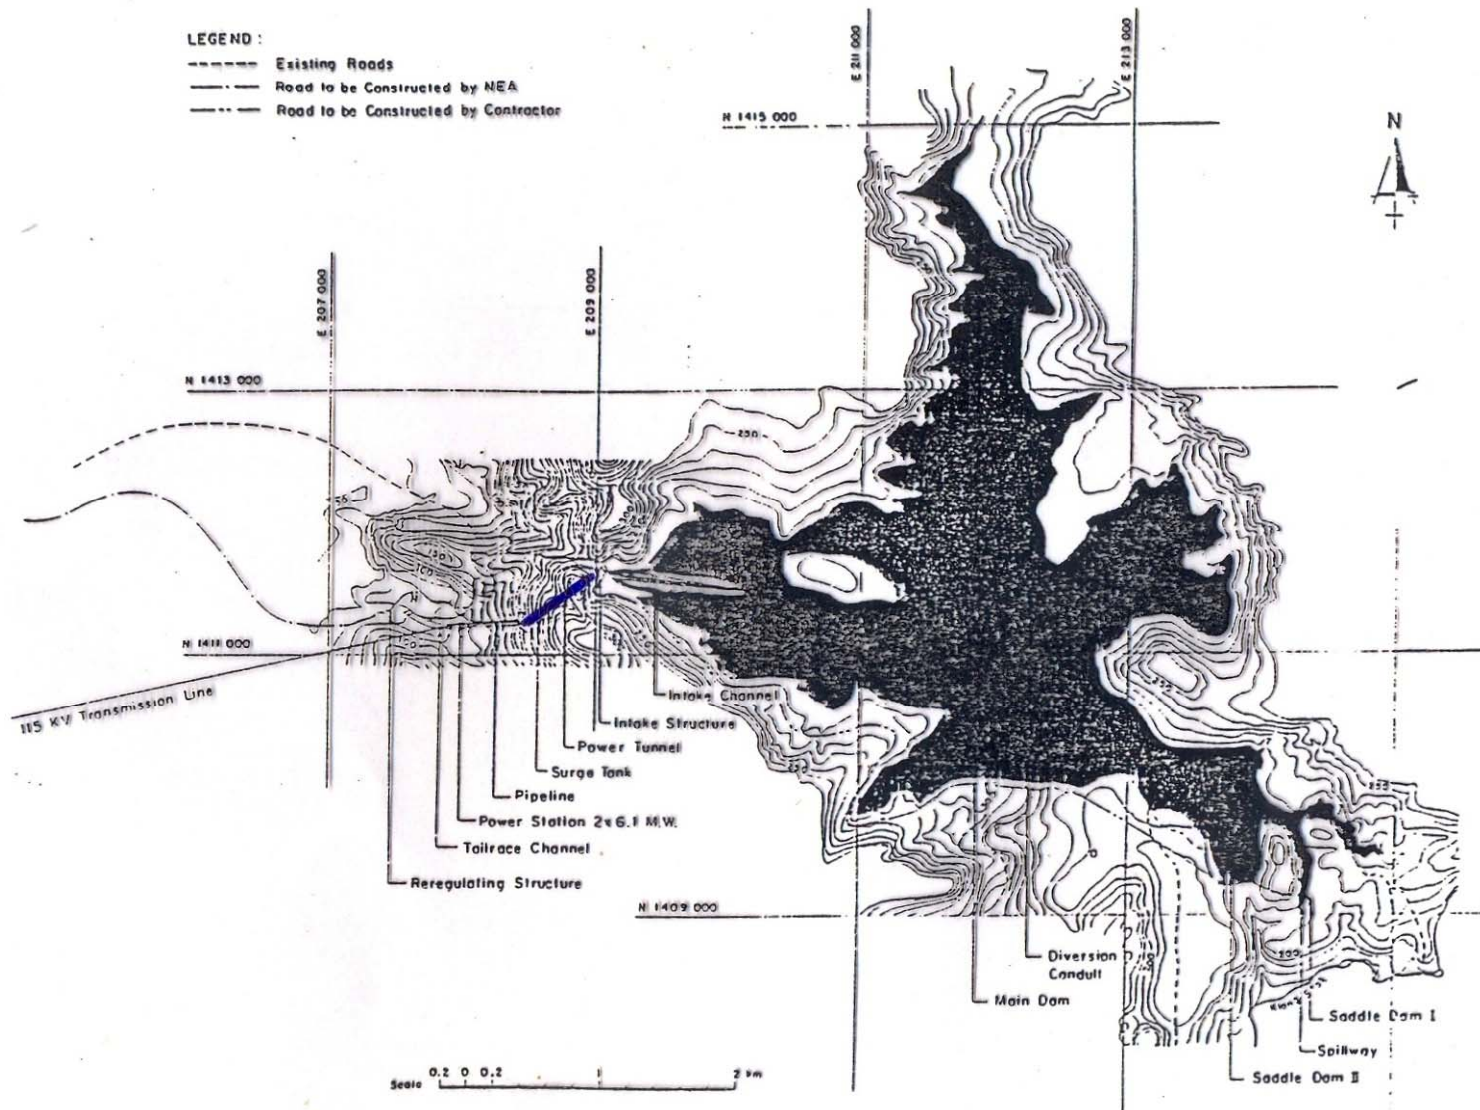 LEGEND :
Existing Roads
Road to be Constructed by NEA
Road to be Constructed by Contractor
E 211 000
E 213 000
N 1415 000
N
E 207 000
E 209 000
N 1413 000
250
N 1411 000
115 KV Transmission Line
Intake Channel
Intake Structure
Power Tunnel
Surge Tank
Pipeline
Power Station 2x6.1 M.W.
Tailrace Channel
Reregulating Structure
N 1409 000
Diversion
Conduit
Main Dam
200
Saddle Dam I
Spillway
Saddle Dam II
Scale 0.2 0 0.2 1 2 km